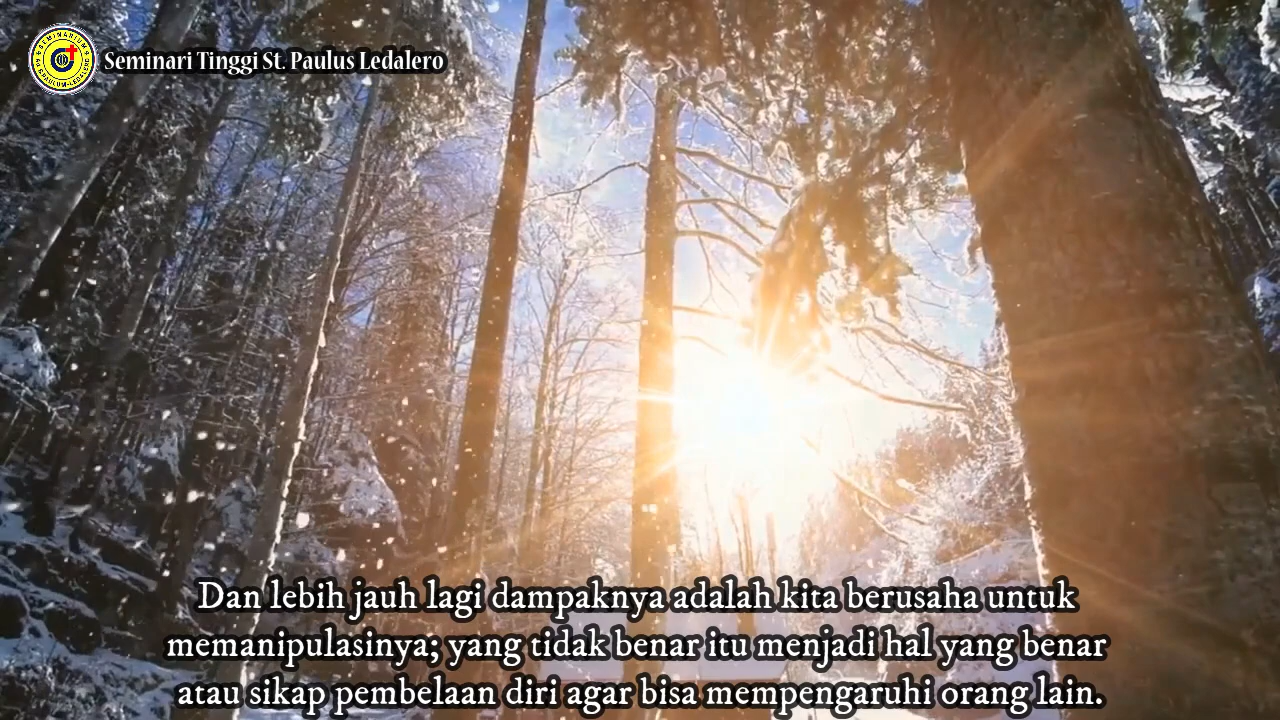 Seminari Tinggi St. Paulus Ledalero
Dan lebih jauh lagi dampaknya adalah kita berusaha untuk
memanipulasinya; yang tidak benar itu menjadi hal yang benar
atau sikap pembelaan diri agar bisa mempengaruhi orang lain.